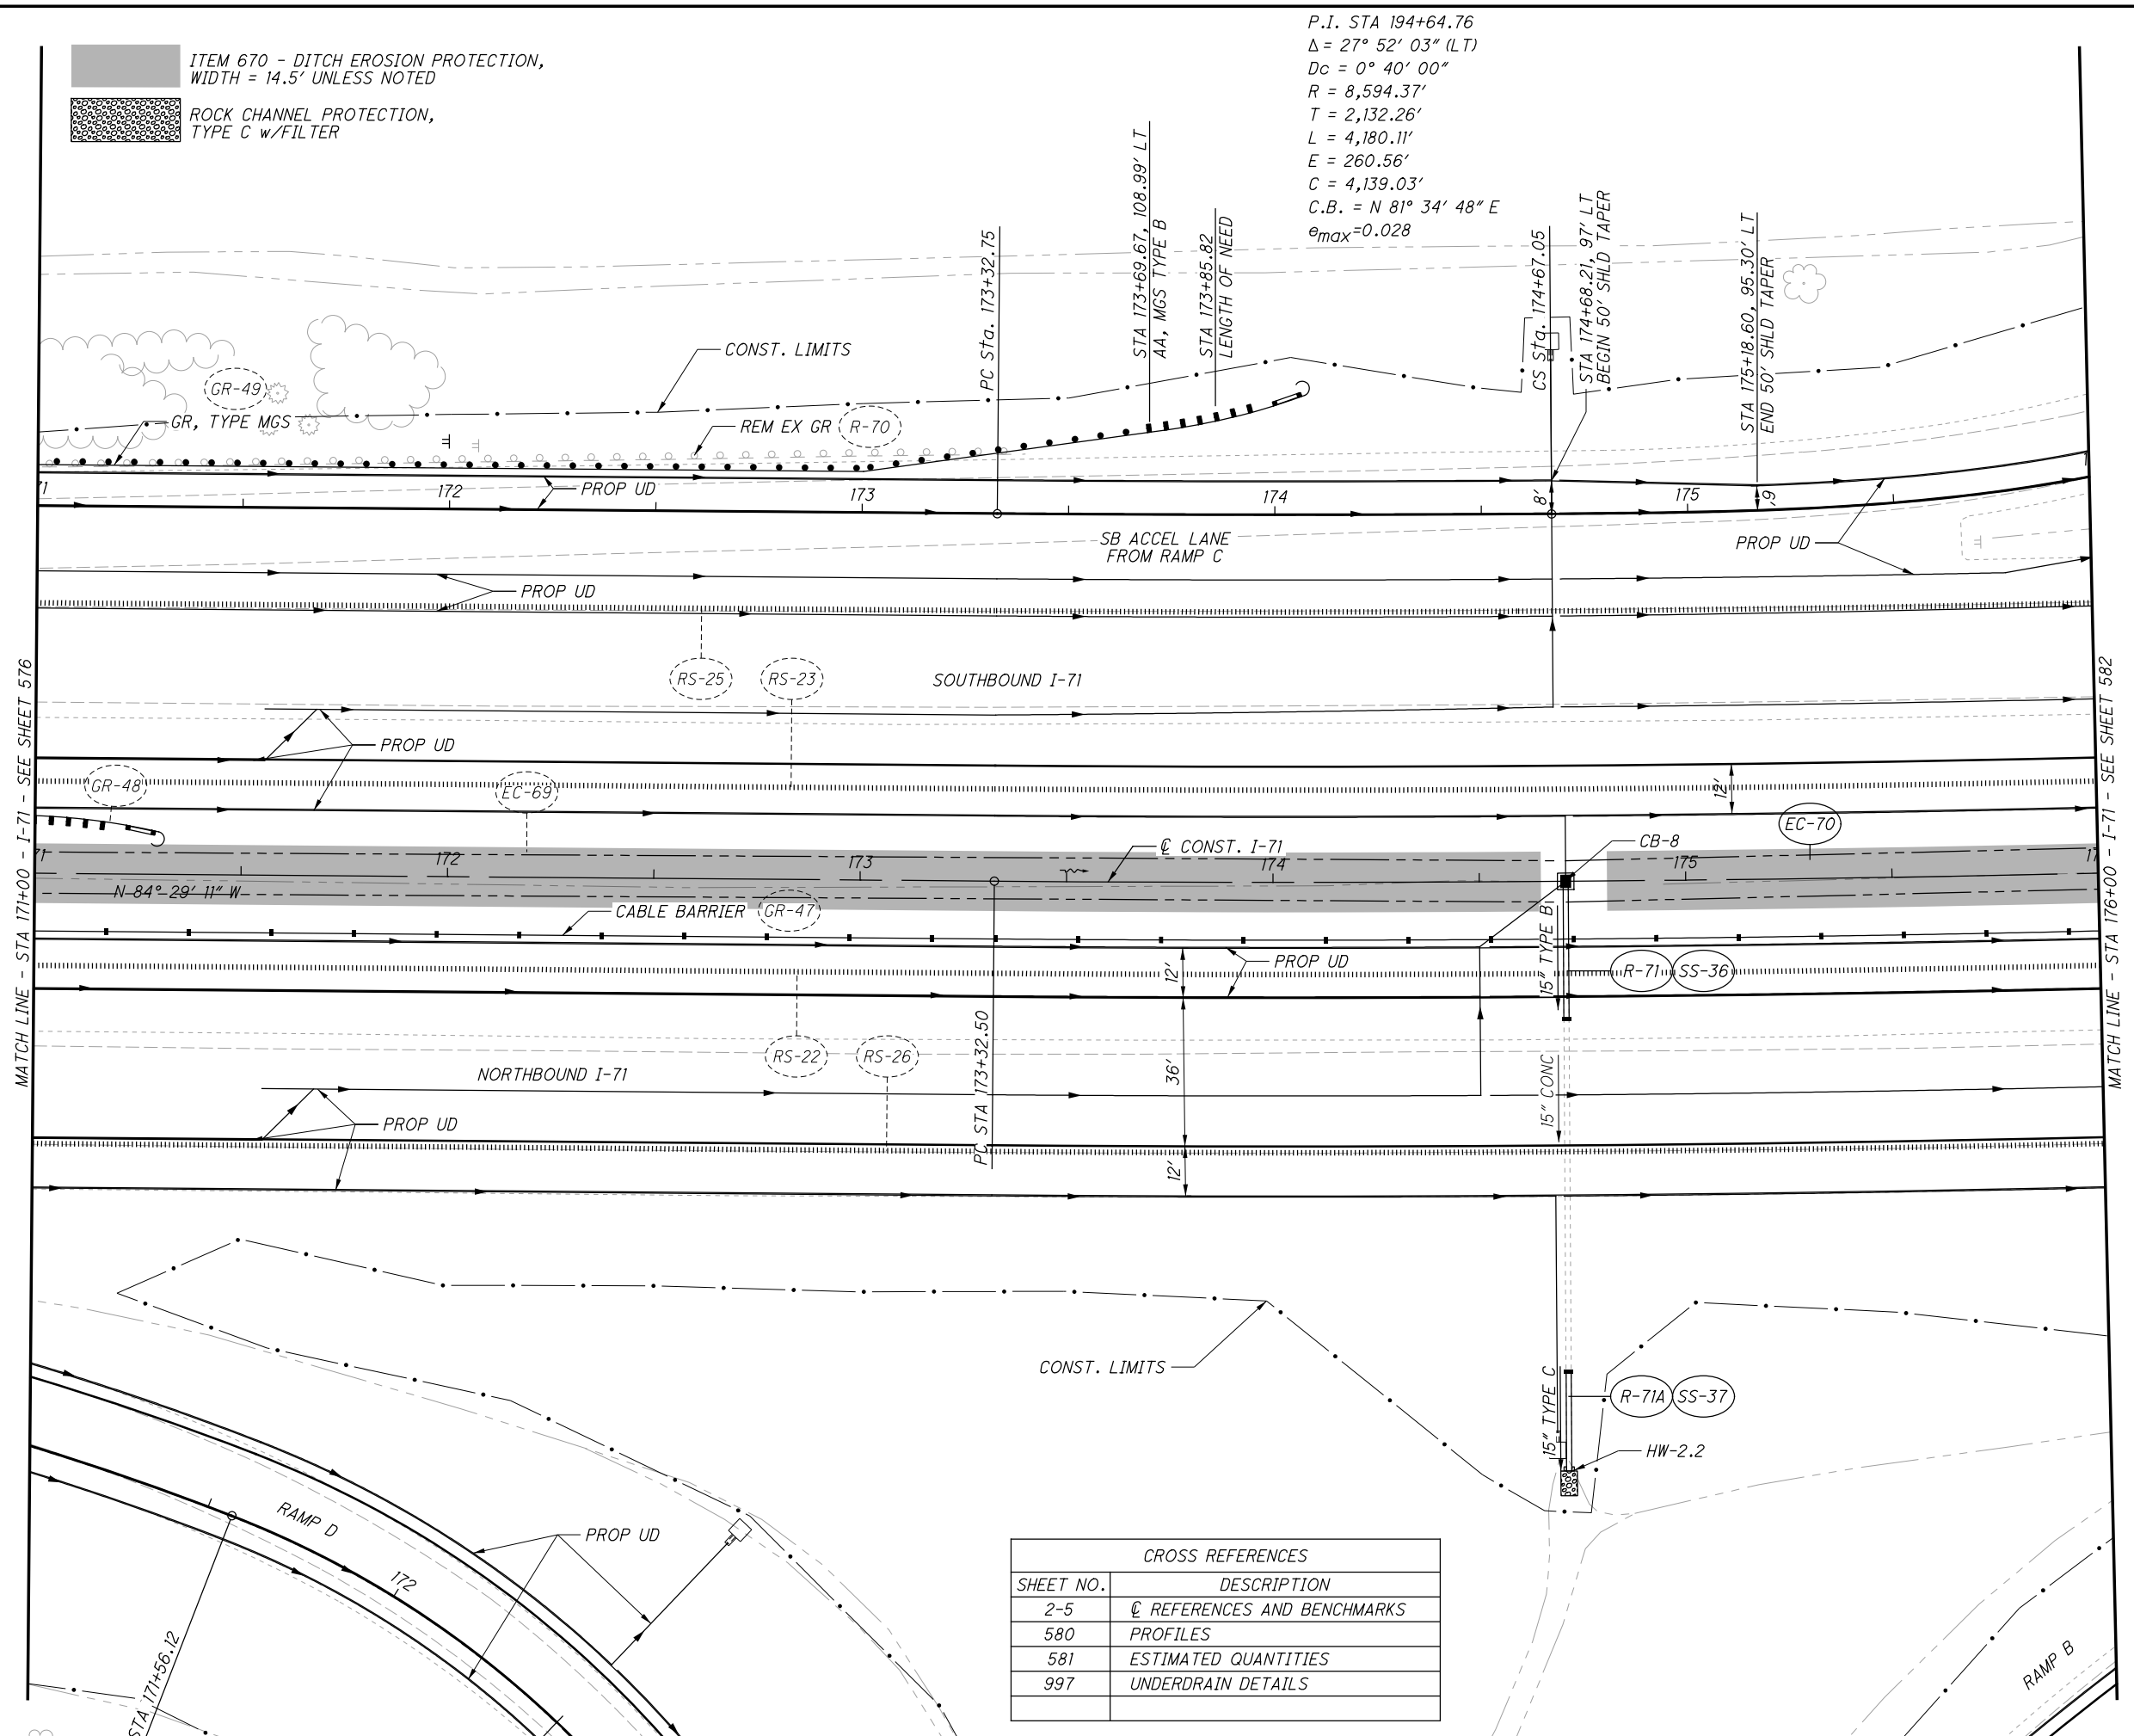 ITEM 670 - DITCH EROSION PROTECTION,
WIDTH = 14.5' UNLESS NOTED
ROCK CHANNEL PROTECTION,
TYPE C w/FILTER
P.I. STA 194+64.76
Δ = 27° 52' 03" (LT)
Dc = 0° 40' 00"
R = 8,594.37'
T = 2,132.26'
L = 4,180.11'
E = 260.56'
C = 4,139.03'
C.B. = N 81° 34' 48" E
emax=0.028
PC Sta. 173+32.75
STA 173+69.67, 108.99' LT
AA, MGS TYPE B
STA 173+85.82
LENGTH OF NEED
CS Sta. 174+67.05
STA 174+68.21, 97' LT
BEGIN 50' SHLD TAPER
STA 175+18.60, 95.30' LT
END 50' SHLD TAPER
CONST. LIMITS
GR-49
GR, TYPE MGS
REM EX GR
R-70
71
172
173
174
175
PROP UD
8'
9'
SB ACCEL LANE
FROM RAMP C
PROP UD
PROP UD
RS-25
RS-23
SOUTHBOUND I-71
PROP UD
GR-48
EC-69
12'
EC-70
CB-8
℄ CONST. I-71
71
172
173
174
175
17
N 84° 29' 11" W
CABLE BARRIER
GR-47
15" TYPE B
PROP UD
12'
R-71
SS-36
RS-22
RS-26
PC STA 173+32.50
36'
15" CONC
NORTHBOUND I-71
PROP UD
12'
CONST. LIMITS
15" TYPE C
R-71A
SS-37
HW-2.2
RAMP D
PROP UD
172
STA 171+56.12
RAMP B
MATCH LINE - STA 171+00 - I-71 - SEE SHEET 576
MATCH LINE - STA 176+00 - I-71 - SEE SHEET 582
CROSS REFERENCES
SHEET NO. DESCRIPTION
2-5 ℄ REFERENCES AND BENCHMARKS
580 PROFILES
581 ESTIMATED QUANTITIES
997 UNDERDRAIN DETAILS